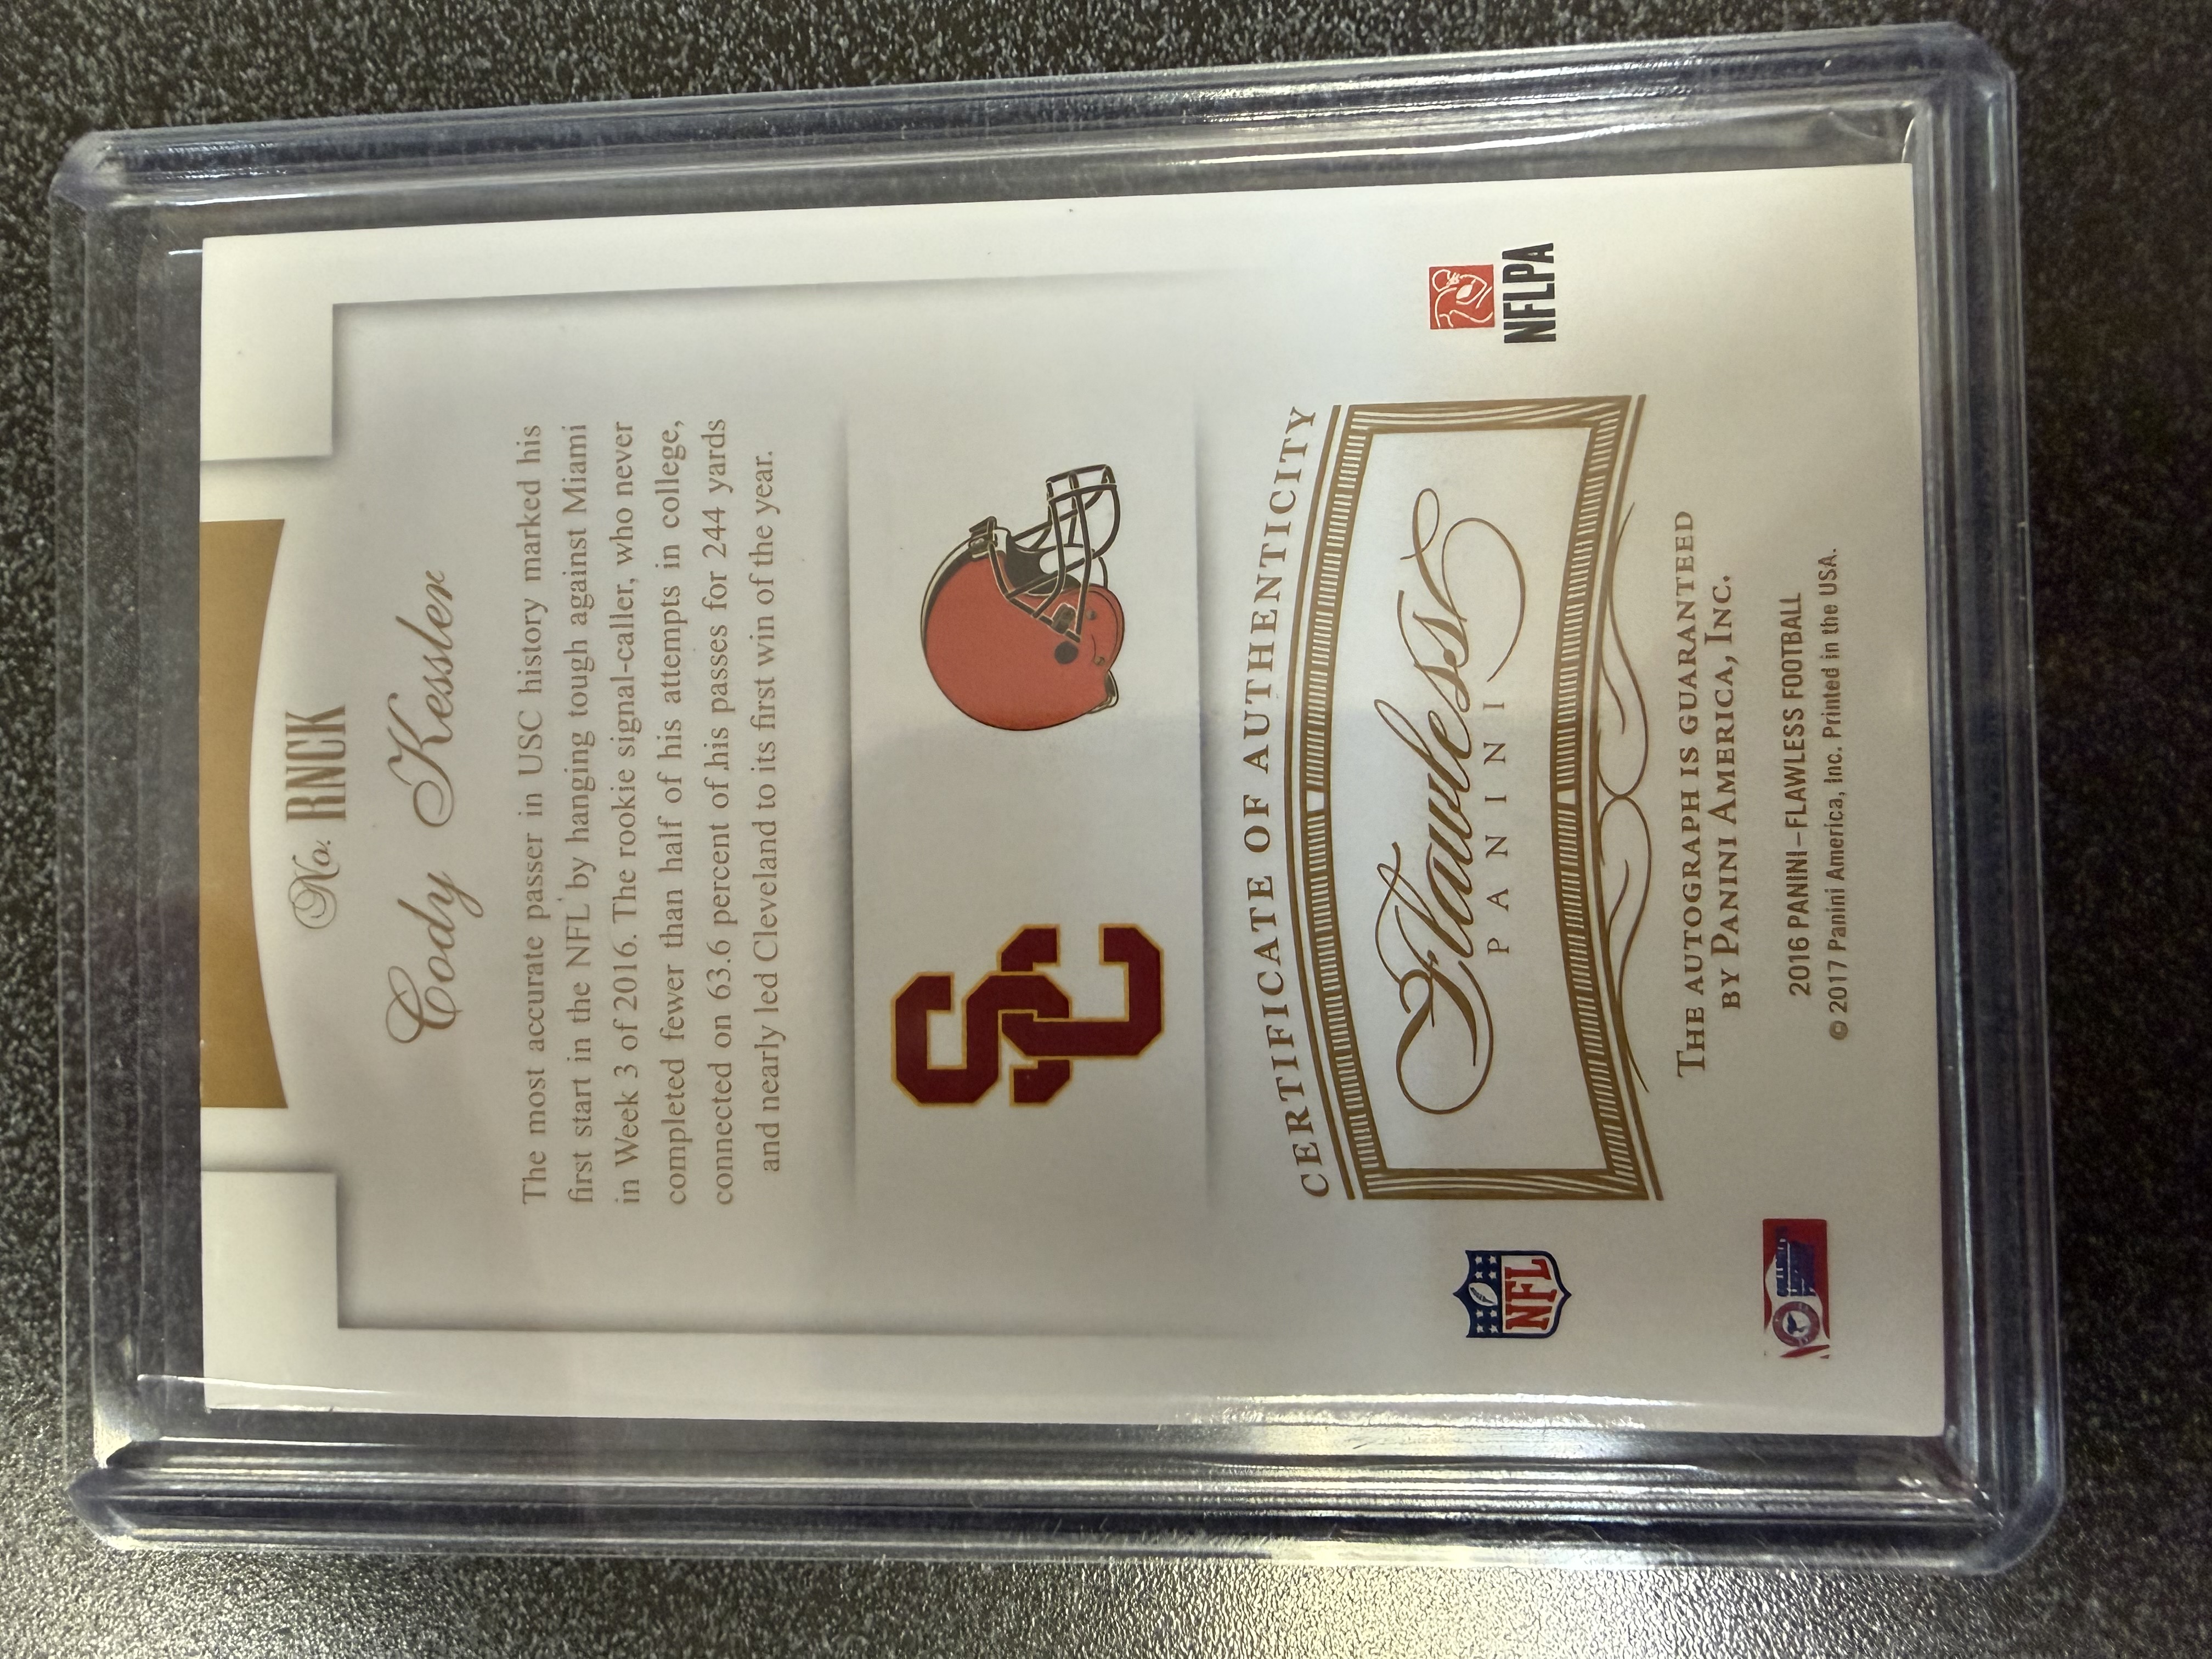 No. RNCK
Cody Kessler
The most accurate passer in USC history marked his
first start in the NFL by hanging tough against Miami
in Week 3 of 2016. The rookie signal-caller, who never
completed fewer than half of his attempts in college,
connected on 63.6 percent of his passes for 244 yards
and nearly led Cleveland to its first win of the year.
SC
CERTIFICATE OF AUTHENTICITY
Flawless
PANINI
NFL
NFLPA
THE AUTOGRAPH IS GUARANTEED
BY PANINI AMERICA, INC.
2016 PANINI–FLAWLESS FOOTBALL
© 2017 Panini America, Inc. Printed in the USA.